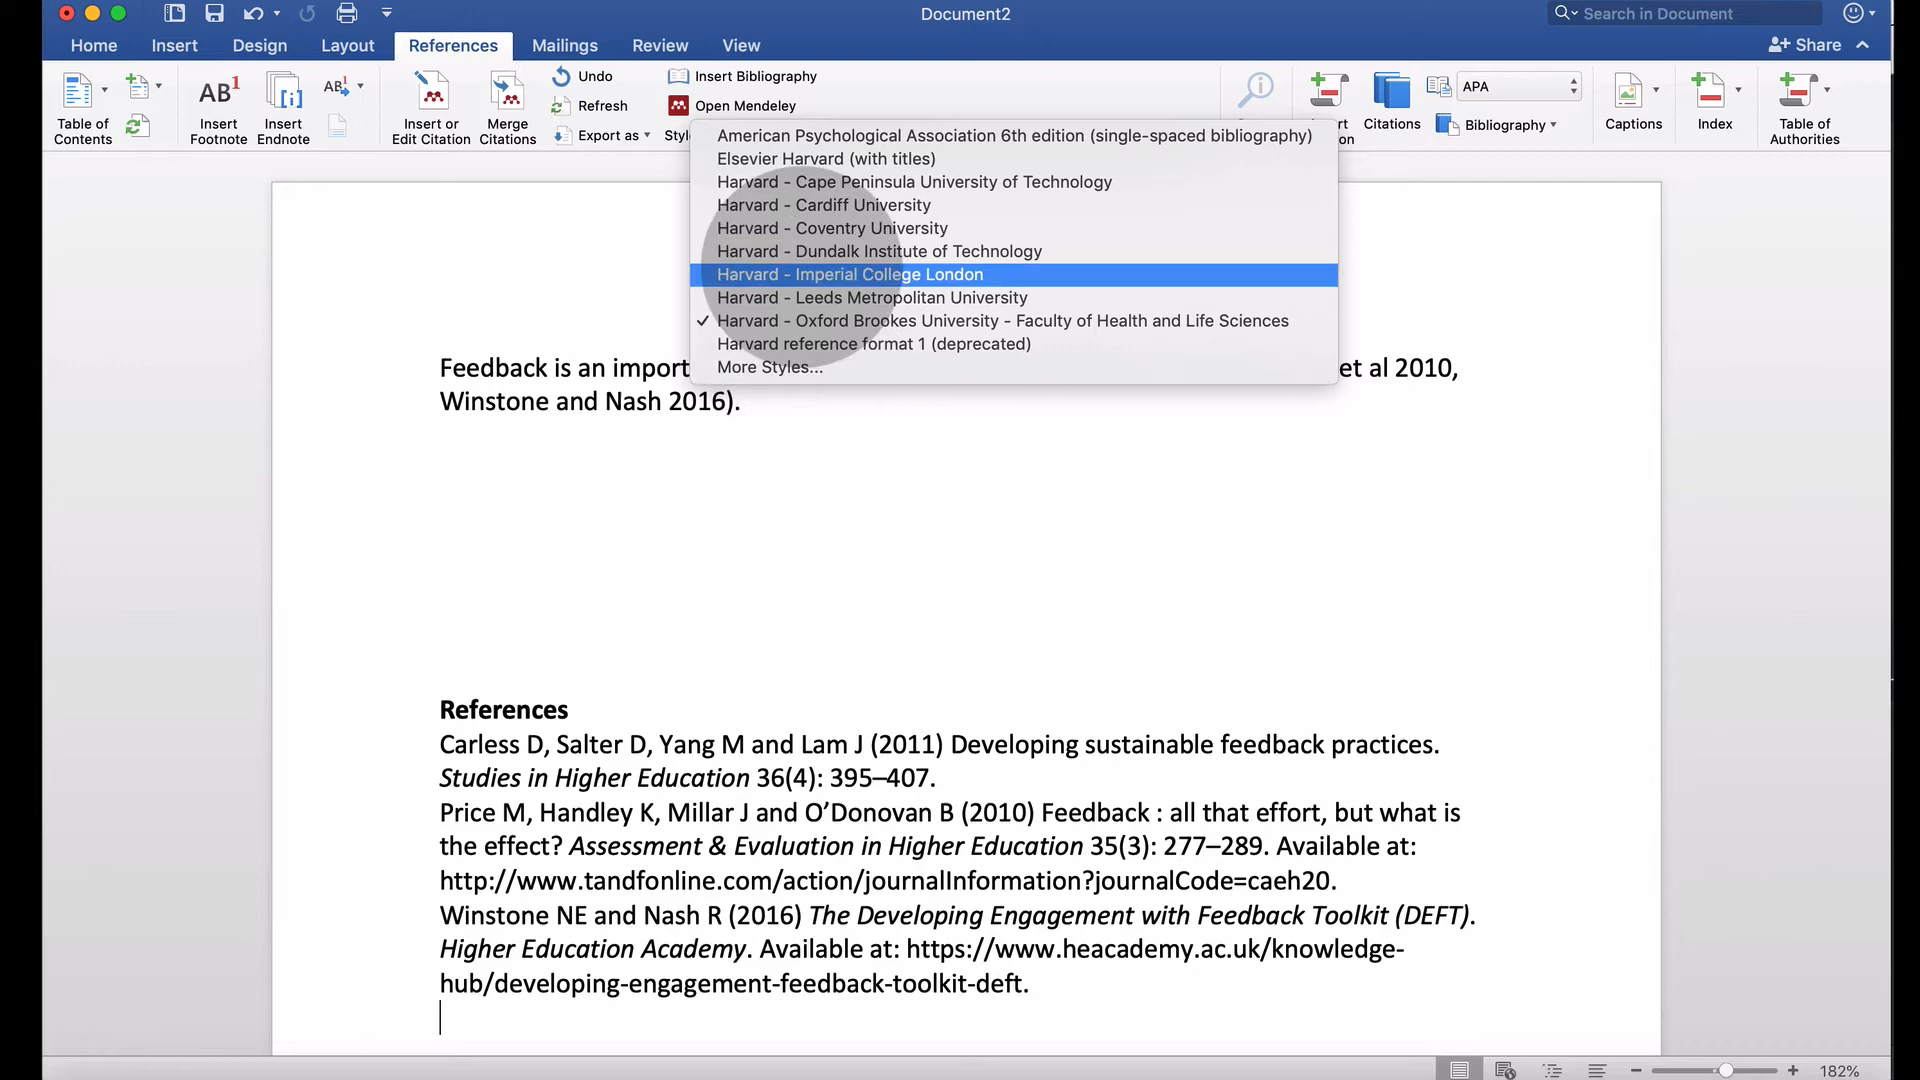 Document2
Search in Document
Home Insert Design Layout References Mailings Review View
Share
Table of
Contents
AB1
Insert
Footnote
Insert
Endnote
AB1
Insert or
Edit Citation
Merge
Citations
Undo
Refresh
Export as
Insert Bibliography
Open Mendeley
Citations
APA
Bibliography
Captions
Index
Table of
Authorities
American Psychological Association 6th edition (single-spaced bibliography)
Elsevier Harvard (with titles)
Harvard - Cape Peninsula University of Technology
Harvard - Cardiff University
Harvard - Coventry University
Harvard - Dundalk Institute of Technology
Harvard - Imperial College London
Harvard - Leeds Metropolitan University
✓ Harvard - Oxford Brookes University - Faculty of Health and Life Sciences
Harvard reference format 1 (deprecated)
More Styles...
Feedback is an import et al 2010,
Winstone and Nash 2016).
References
Carless D, Salter D, Yang M and Lam J (2011) Developing sustainable feedback practices.
Studies in Higher Education 36(4): 395–407.
Price M, Handley K, Millar J and O’Donovan B (2010) Feedback : all that effort, but what is
the effect? Assessment & Evaluation in Higher Education 35(3): 277–289. Available at:
http://www.tandfonline.com/action/journalInformation?journalCode=caeh20.
Winstone NE and Nash R (2016) The Developing Engagement with Feedback Toolkit (DEFT).
Higher Education Academy. Available at: https://www.heacademy.ac.uk/knowledge-
hub/developing-engagement-feedback-toolkit-deft.
182%